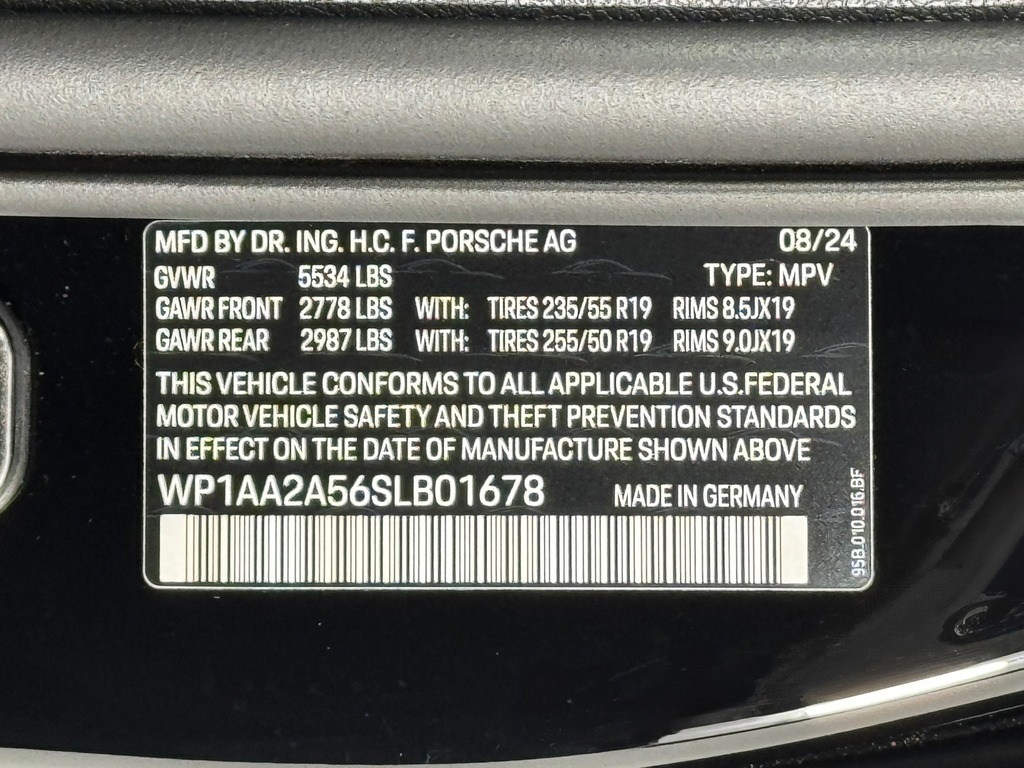 MFD BY DR. ING. H.C. F. PORSCHE AG 08/24
GVWR 5534 LBS TYPE: MPV
GAWR FRONT 2778 LBS WITH: TIRES 235/55 R19 RIMS 8.5JX19
GAWR REAR 2987 LBS WITH: TIRES 255/50 R19 RIMS 9.0JX19
THIS VEHICLE CONFORMS TO ALL APPLICABLE U.S.FEDERAL
MOTOR VEHICLE SAFETY AND THEFT PREVENTION STANDARDS
IN EFFECT ON THE DATE OF MANUFACTURE SHOWN ABOVE
WP1AA2A56SLB01678 MADE IN GERMANY
95B.010.016.BF